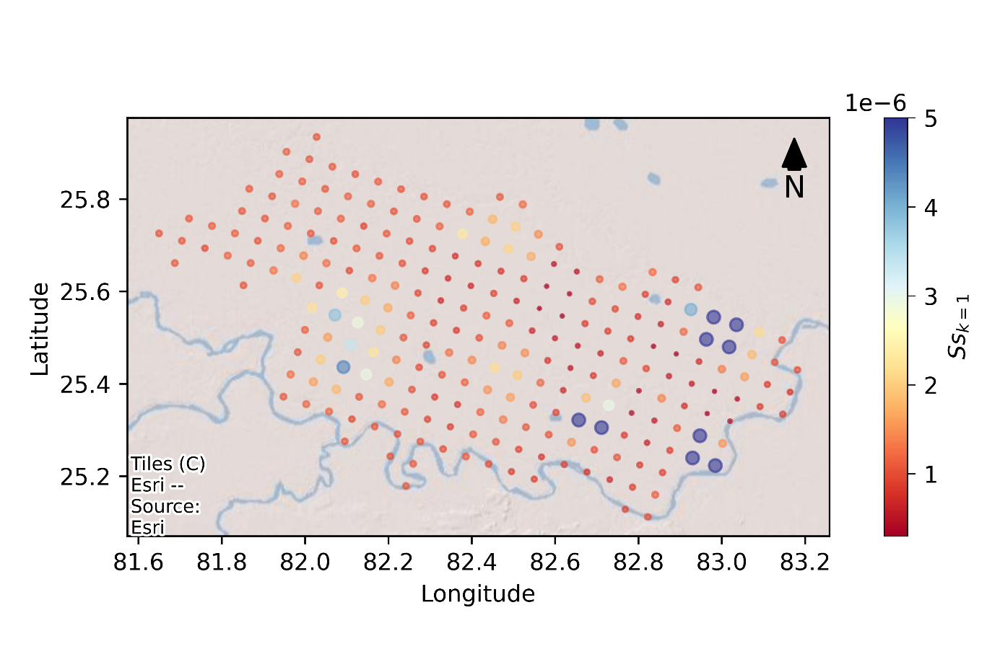 1e−6
5
4
3
2
1
Ss_{k=1}
N
25.8
25.6
25.4
25.2
Latitude
Tiles (C)
Esri --
Source:
Esri
81.6 81.8 82.0 82.2 82.4 82.6 82.8 83.0 83.2
Longitude